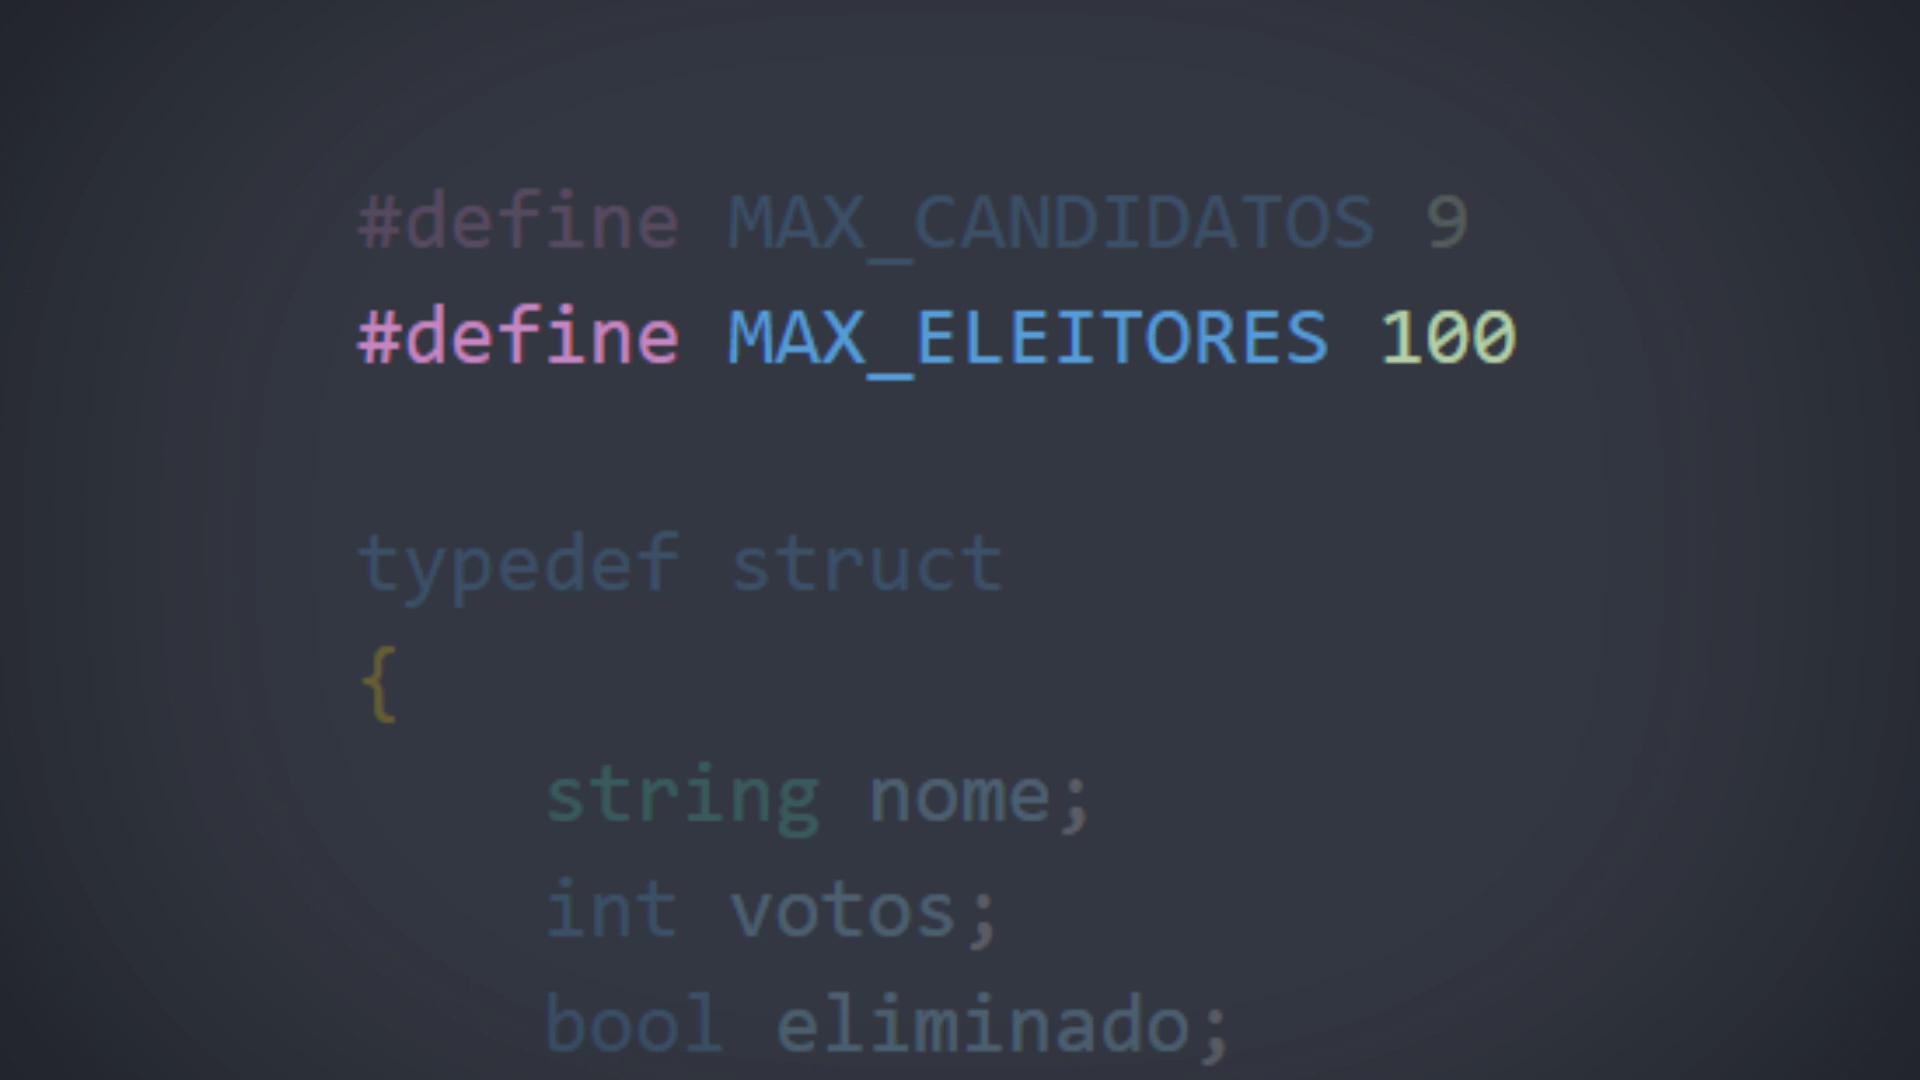 #define MAX_CANDIDATOS 9
#define MAX_ELEITORES 100
typedef struct
{
string nome;
int votos;
bool eliminado;